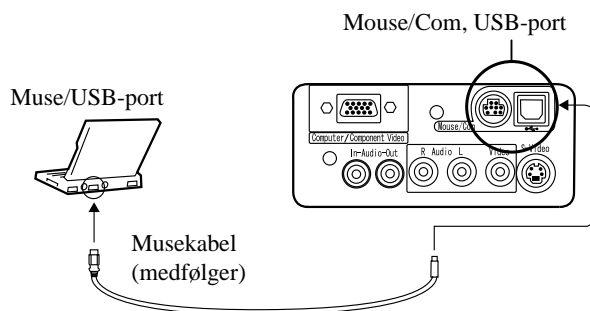 Mouse/Com, USB-port
Muse/USB-port
Mouse/Com
Computer/Component Video
In-Audio-Out
R Audio L
Video
S-Video
Musekabel
(medfølger)